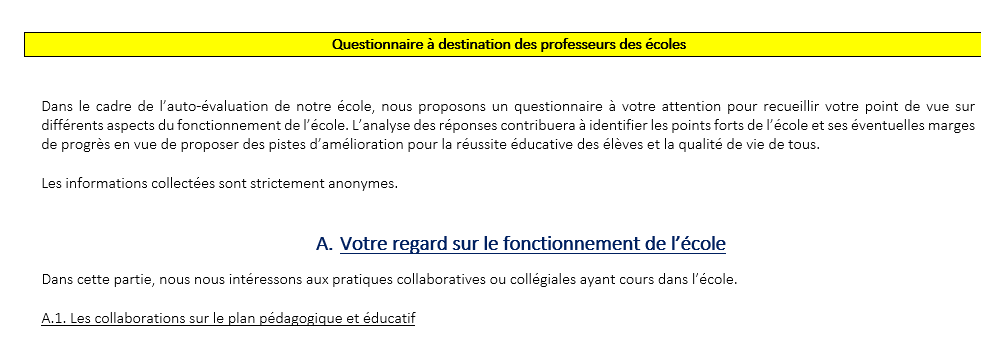 Questionnaire à destination des professeurs des écoles
Dans le cadre de l’auto-évaluation de notre école, nous proposons un questionnaire à votre attention pour recueillir votre point de vue sur
différents aspects du fonctionnement de l’école. L’analyse des réponses contribuera à identifier les points forts de l’école et ses éventuelles marges
de progrès en vue de proposer des pistes d’amélioration pour la réussite éducative des élèves et la qualité de vie de tous.
Les informations collectées sont strictement anonymes.
A. Votre regard sur le fonctionnement de l’école
Dans cette partie, nous nous intéressons aux pratiques collaboratives ou collégiales ayant cours dans l’école.
A.1. Les collaborations sur le plan pédagogique et éducatif